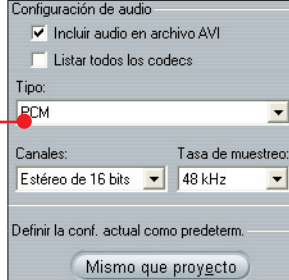 Configuración de audio
Incluir audio en archivo AVI
Listar todos los codecs
Tipo:
PCM
Canales:
Tasa de muestreo:
Estéreo de 16 bits
48 kHz
Definir la conf. actual como predeterm.
Mismo que proyecto